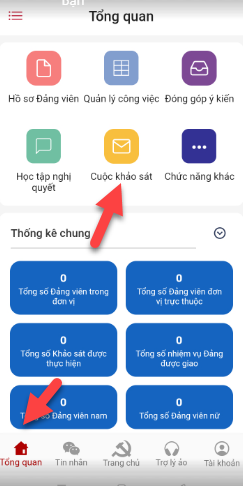 bạn
Tổng quan
Hồ sơ Đảng viên
Quản lý công việc
Đóng góp ý kiến
Học tập nghị
quyết
Cuộc khảo sát
Chức năng khác
Thống kê chung
0
Tổng số Đảng viên trong
đơn vị
0
Tổng số Đảng viên đơn
vị trực thuộc
0
Tổng số Khảo sát được
thực hiện
0
Tổng số nhiệm vụ Đảng
được giao
Tổng số Đảng viên nam
0
Tổng số Đảng viên nữ
Tổng quan
Tin nhắn
Trang chủ
Trợ lý ảo
Tài khoản